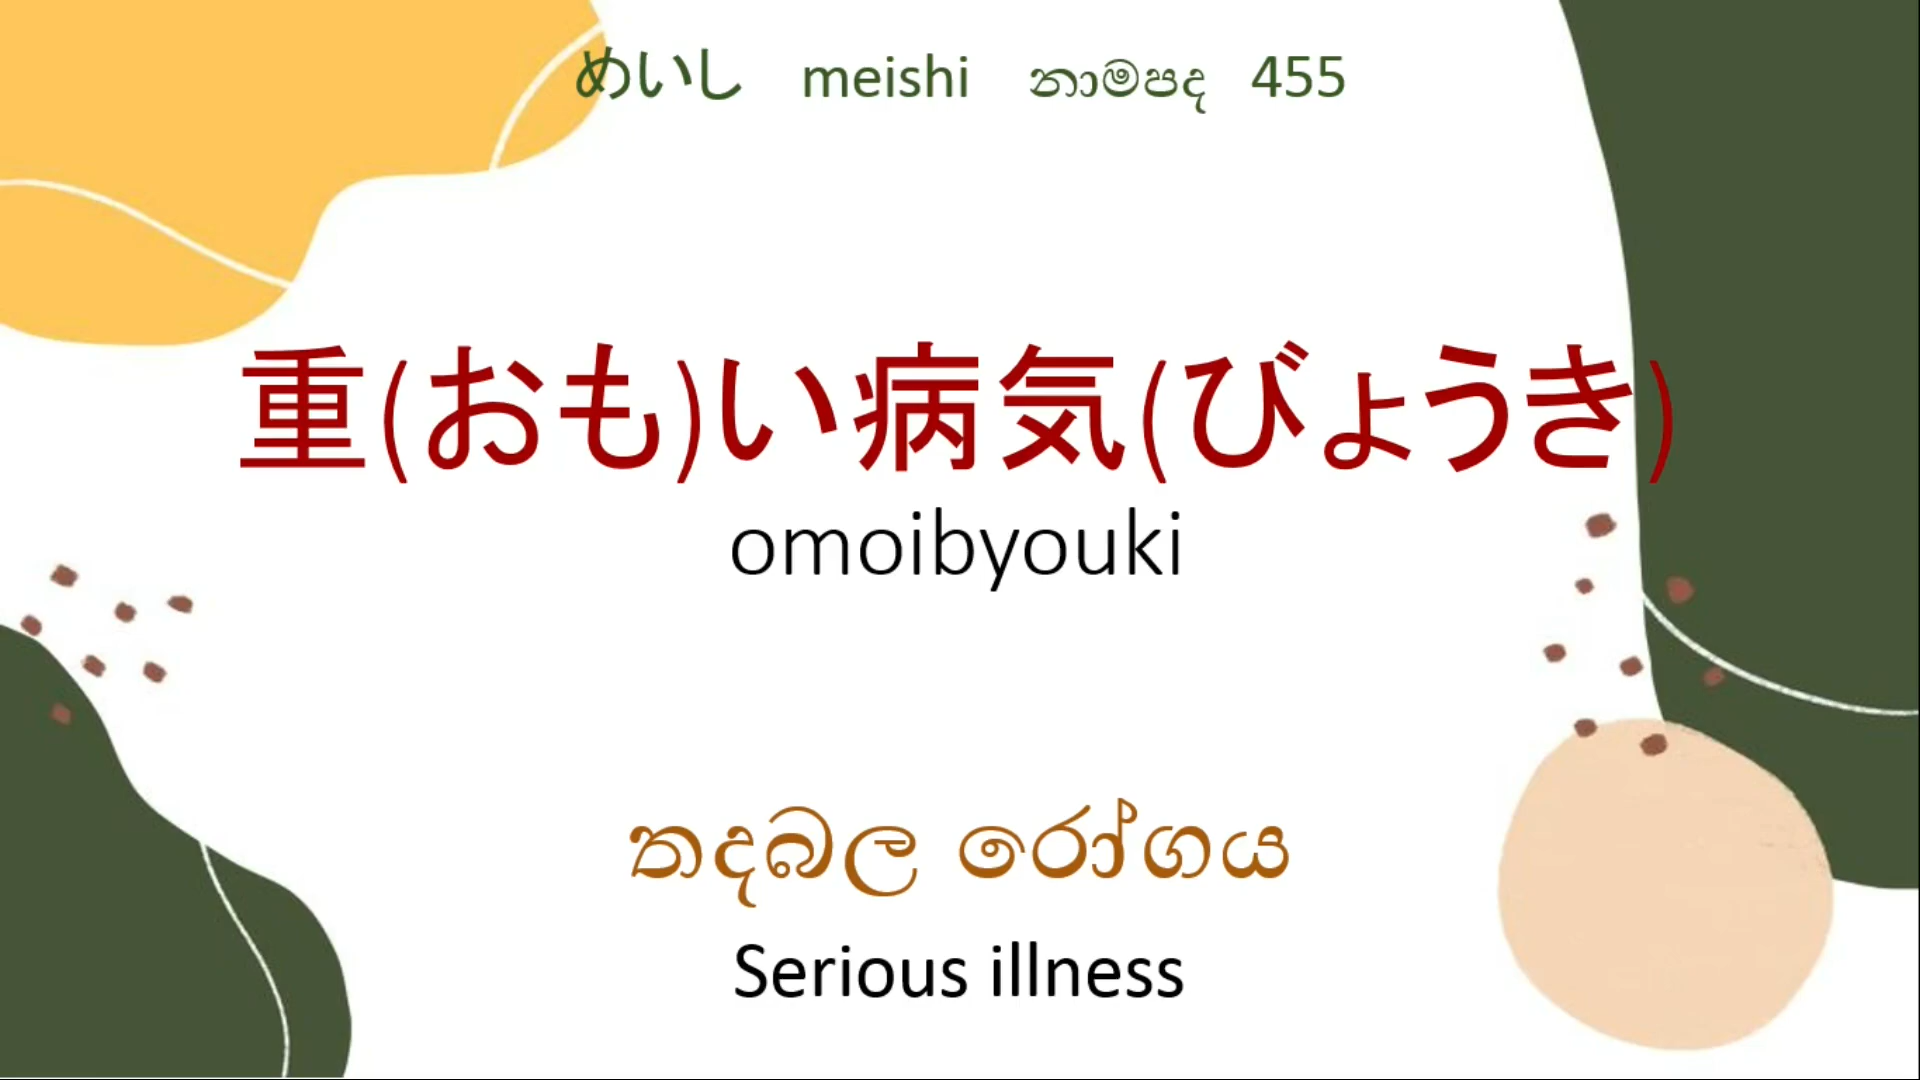 めいし meishi නාමපද 455
重(おも)い病気(びょうき)
omoibyouki
තදබල රෝගය
Serious illness